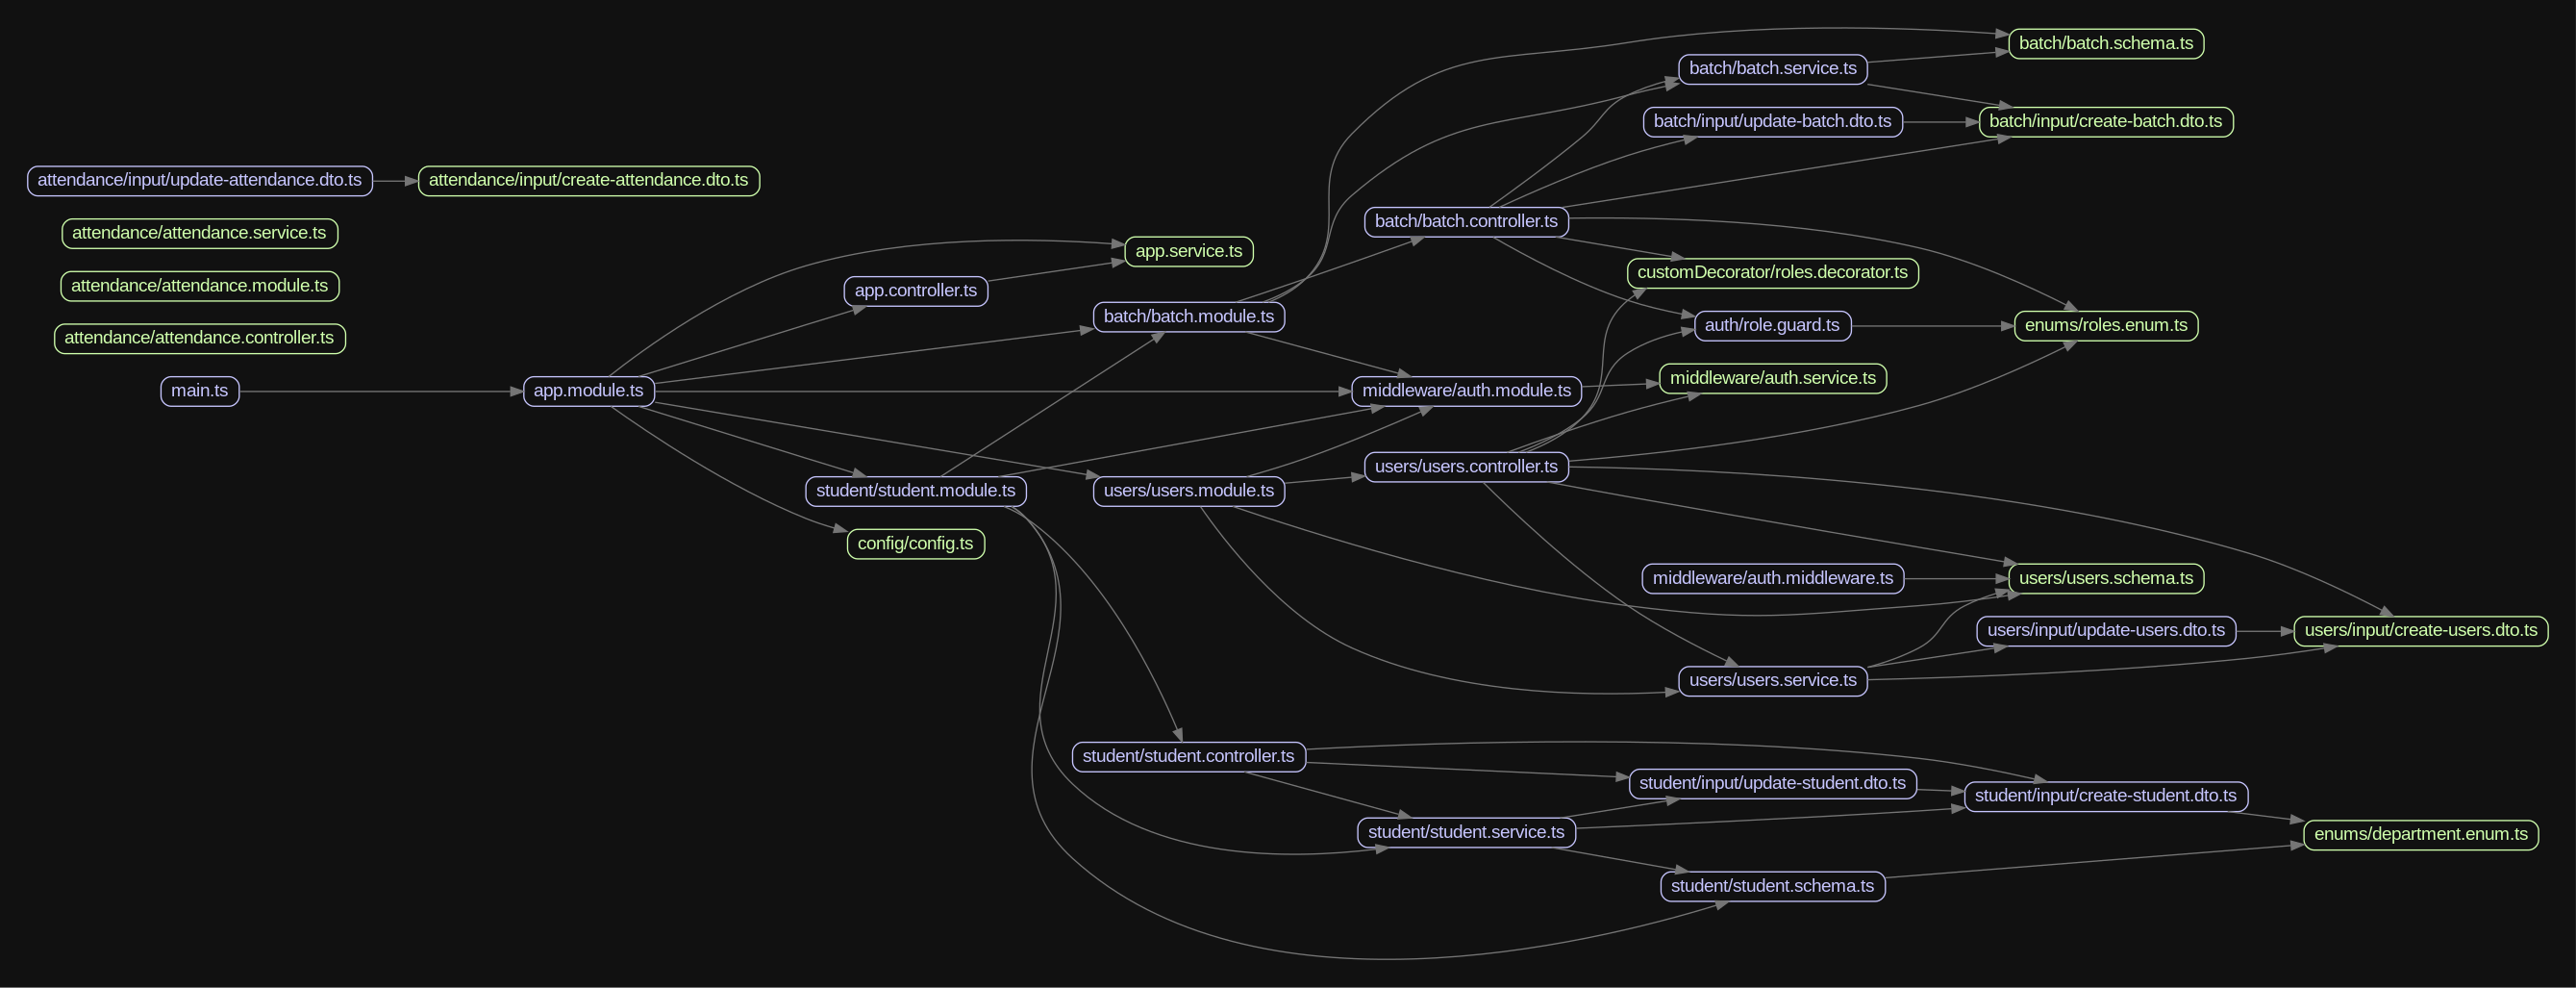 batch/batch.schema.ts
batch/batch.service.ts
batch/input/update-batch.dto.ts
batch/input/create-batch.dto.ts
attendance/input/update-attendance.dto.ts
attendance/input/create-attendance.dto.ts
batch/batch.controller.ts
attendance/attendance.service.ts
app.service.ts
customDecorator/roles.decorator.ts
attendance/attendance.module.ts
app.controller.ts
batch/batch.module.ts
auth/role.guard.ts
enums/roles.enum.ts
attendance/attendance.controller.ts
middleware/auth.service.ts
main.ts
app.module.ts
middleware/auth.module.ts
users/users.controller.ts
student/student.module.ts
users/users.module.ts
config/config.ts
middleware/auth.middleware.ts
users/users.schema.ts
users/input/update-users.dto.ts
users/input/create-users.dto.ts
users/users.service.ts
student/student.controller.ts
student/input/update-student.dto.ts
student/input/create-student.dto.ts
student/student.service.ts
enums/department.enum.ts
student/student.schema.ts